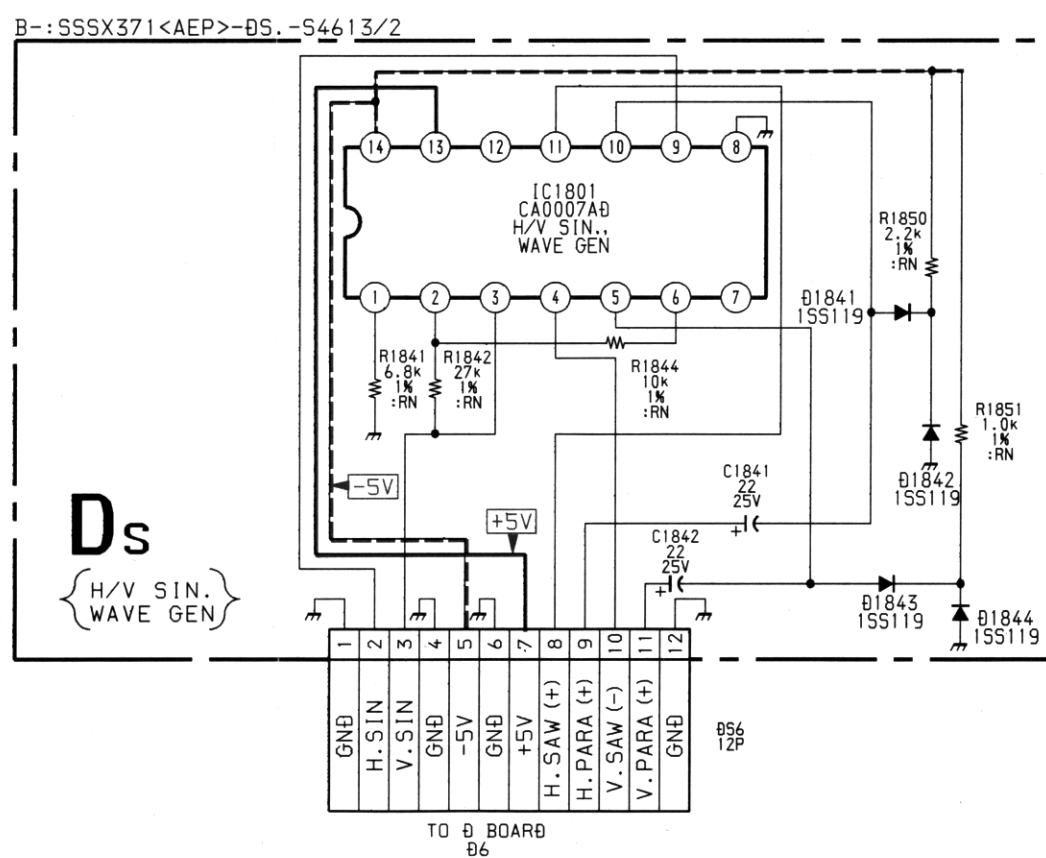 B-:SSSX371<AEP>-ĐS.-S4613/2
14 13 12 11 10 9 8
IC1801
CA0007AĐ
H/V SIN.,
WAVE GEN
1 2 3 4 5 6 7
R1850
2.2k
1%
:RN
Đ1841
1SS119
R1841
6.8k
1%
:RN
R1842
27k
1%
:RN
R1844
10k
1%
:RN
R1851
1.0k
1%
:RN
Đ1842
1SS119
-5V
+5V
C1841
22
25V
+
C1842
22
25V
+
Ds
H/V SIN.
WAVE GEN
Đ1843
1SS119
Đ1844
1SS119
1 2 3 4 5 6 7 8 9 10 11 12
GNĐ
H.SIN
V.SIN
GNĐ
-5V
GNĐ
+5V
H.SAW (+)
H.PARA (+)
V.SAW (-)
V.PARA (+)
GNĐ
ĐS6
12P
TO Đ BOARĐ
Đ6